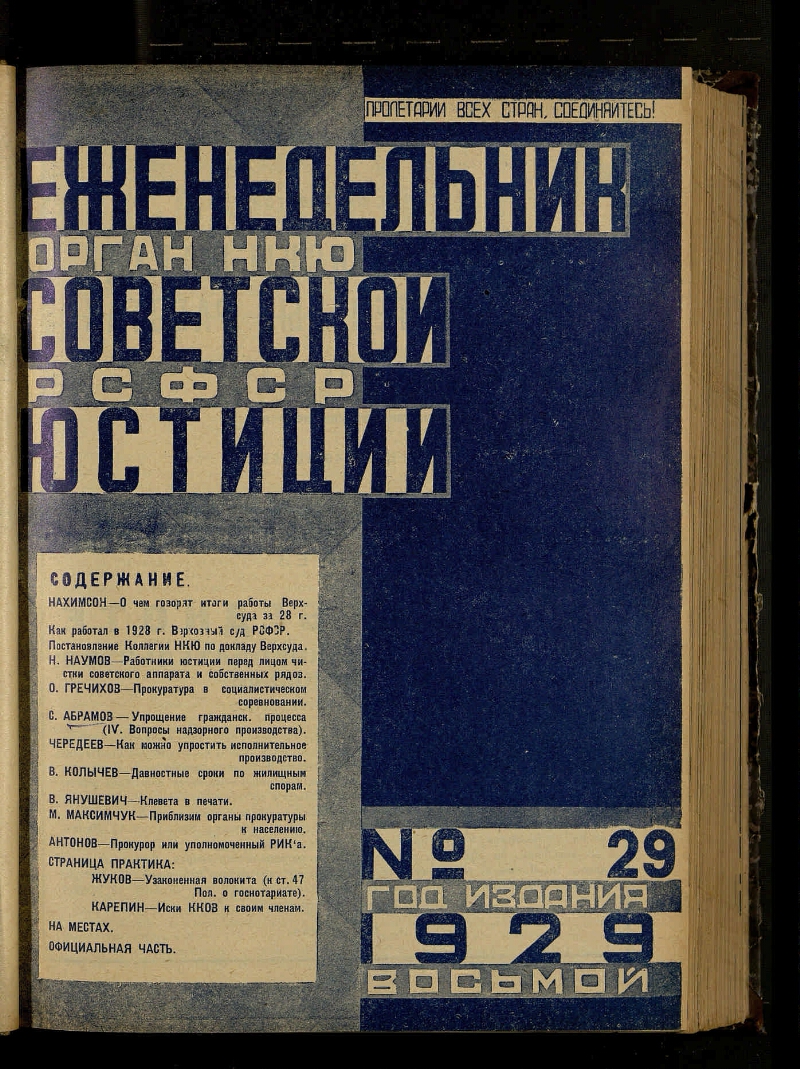 ПРОЛЕТАРИИ ВСЕХ СТРАН, СОЕДИНЯЙТЕСЬ!
ЕЖЕНЕДЕЛЬНИК
ОРГАН НКЮ
СОВЕТСКОЙ
РСФСР
ЮСТИЦИИ
СОДЕРЖАНИЕ.
НАХИМСОН—О чем говорят итоги работы Верх-
суда за 28 г.
Как работал в 1928 г. Верховный суд РСФСР.
Постановление Коллегии НКЮ по докладу Верхсуда.
Н. НАУМОВ—Работники юстиции перед лицом чи-
стки советского аппарата и собственных рядов.
О. ГРЕЧИХОВ—Прокуратура в социалистическом
соревновании.
С. АБРАМОВ—Упрощение гражданск. процесса
(IV. Вопросы надзорного производства).
ЧЕРЕДЕЕВ—Как можно упростить исполнительное
производство.
В. КОЛЫЧЕВ—Давностные сроки по жилищным
спорам.
В. ЯНУШЕВИЧ—Клевета в печати.
М. МАКСИМЧУК—Приблизим органы прокуратуры
к населению.
АНТОНОВ—Прокурор или уполномоченный РИК'а.
СТРАНИЦА ПРАКТИКА:
ЖУКОВ—Узаконенная волокита (к ст. 47
Пол. о госнотариате).
КАРЕПИН—Иски ККОВ к своим членам.
НА МЕСТАХ.
ОФИЦИАЛЬНАЯ ЧАСТЬ.
№ 29
ГОД ИЗДАНИЯ
1929
ВОСЬМОЙ